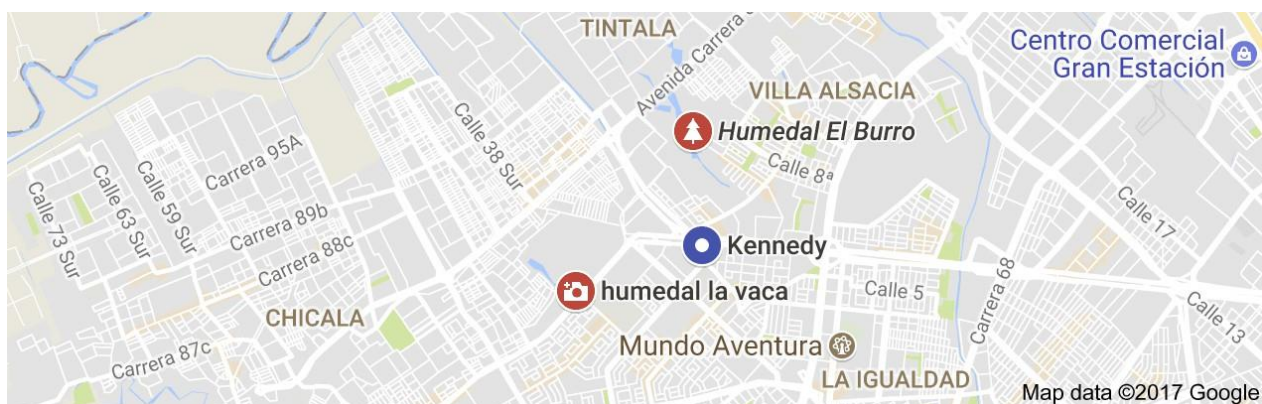 TINTALA
Centro Comercial
Gran Estación
Avenida Carrera
VILLA ALSACIA
Humedal El Burro
Calle 38 Sur
Carrera 95A
Calle 8ª
Calle 59 Sur
Calle 63 Sur
Calle 73 Sur
Carrera 89b
Calle 17
Kennedy
Carrera 88c
humedal la vaca
Calle 5
Carrera 68
CHICALA
Calle 13
Mundo Aventura
Carrera 87c
LA IGUALDAD
Map data ©2017 Google